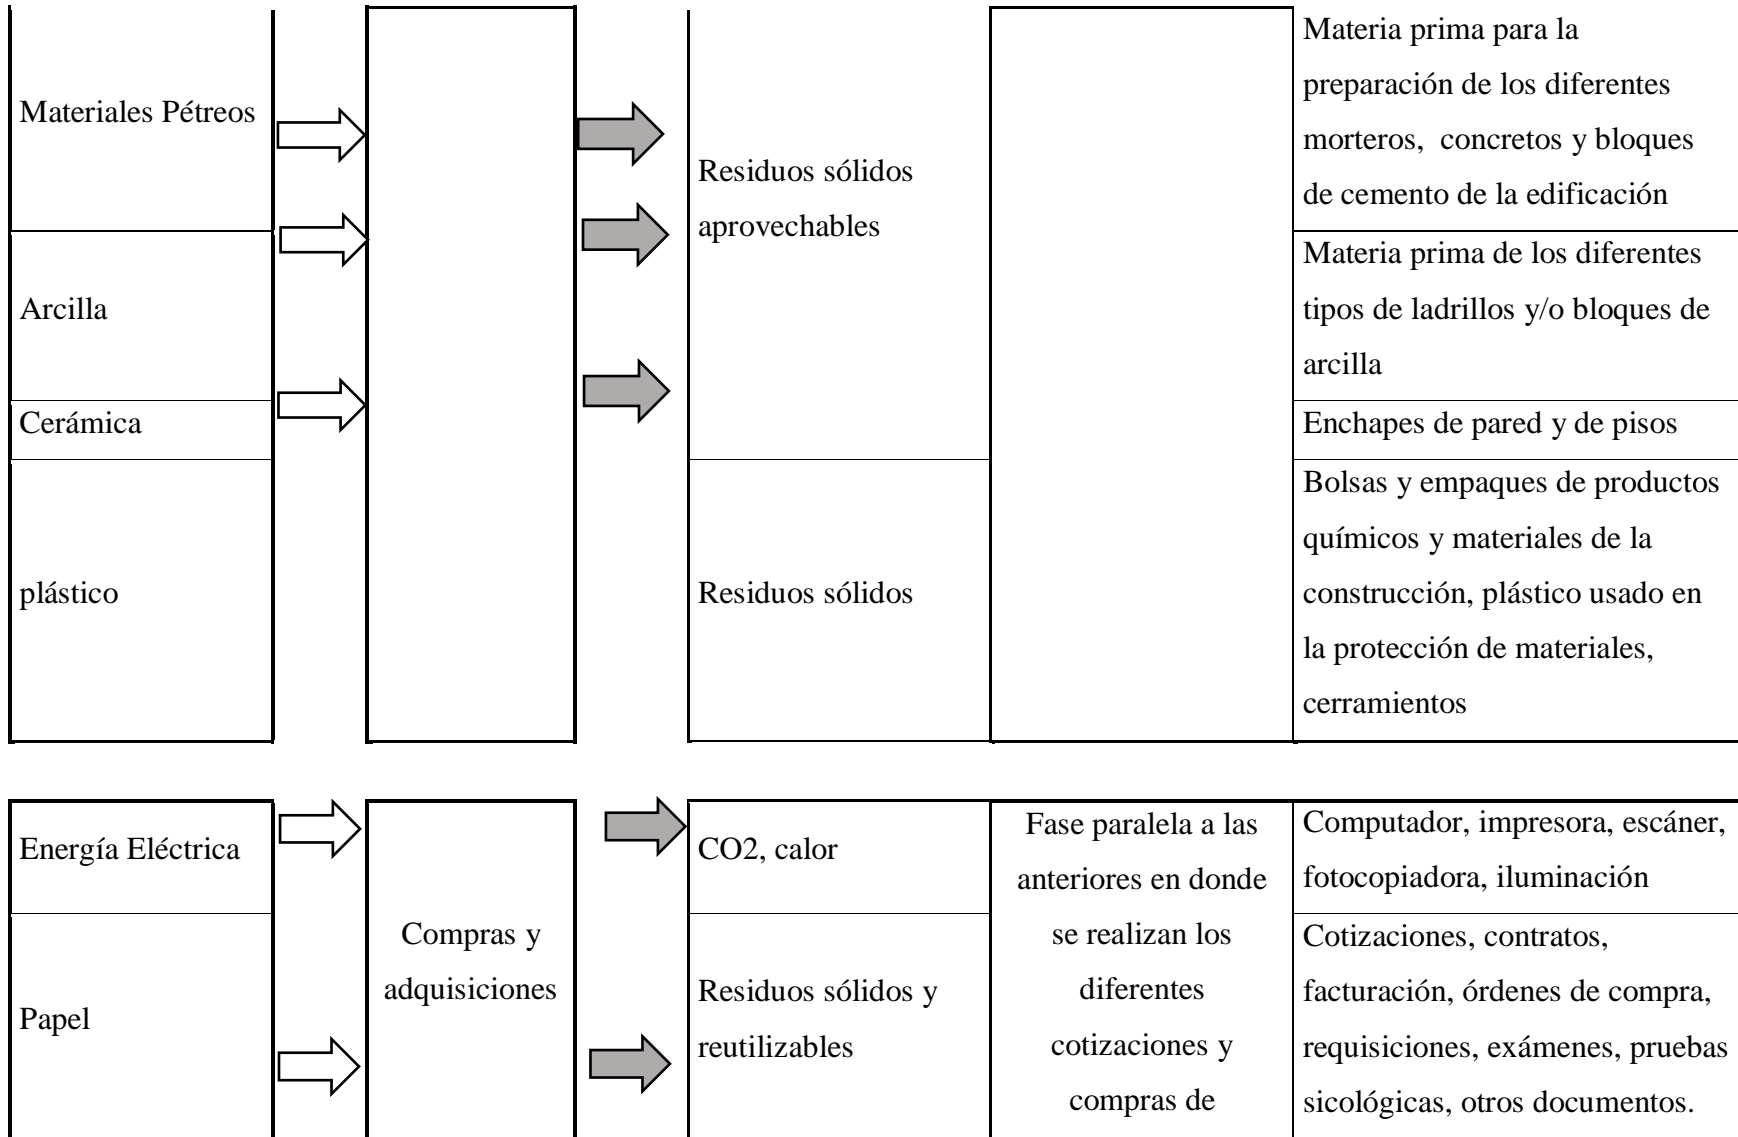 Materiales Pétreos
Residuos sólidos
aprovechables
Materia prima para la
preparación de los diferentes
morteros,  concretos y bloques
de cemento de la edificación
Arcilla
Materia prima de los diferentes
tipos de ladrillos y/o bloques de
arcilla
Cerámica
Enchapes de pared y de pisos
plástico
Residuos sólidos
Bolsas y empaques de productos
químicos y materiales de la
construcción, plástico usado en
la protección de materiales,
cerramientos
Energía Eléctrica
Compras y
adquisiciones
CO2, calor
Fase paralela a las
anteriores en donde
se realizan los
diferentes
cotizaciones y
compras de
Computador, impresora, escáner,
fotocopiadora, iluminación
Papel
Residuos sólidos y
reutilizables
Cotizaciones, contratos,
facturación, órdenes de compra,
requisiciones, exámenes, pruebas
sicológicas, otros documentos.